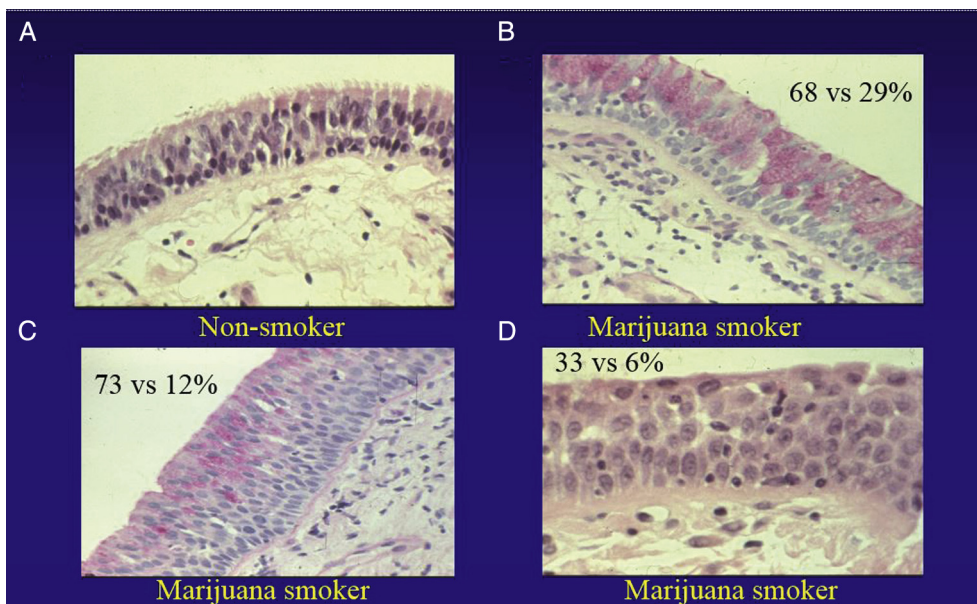 A
Non-smoker
B
68 vs 29%
Marijuana smoker
C
73 vs 12%
Marijuana smoker
D
33 vs 6%
Marijuana smoker